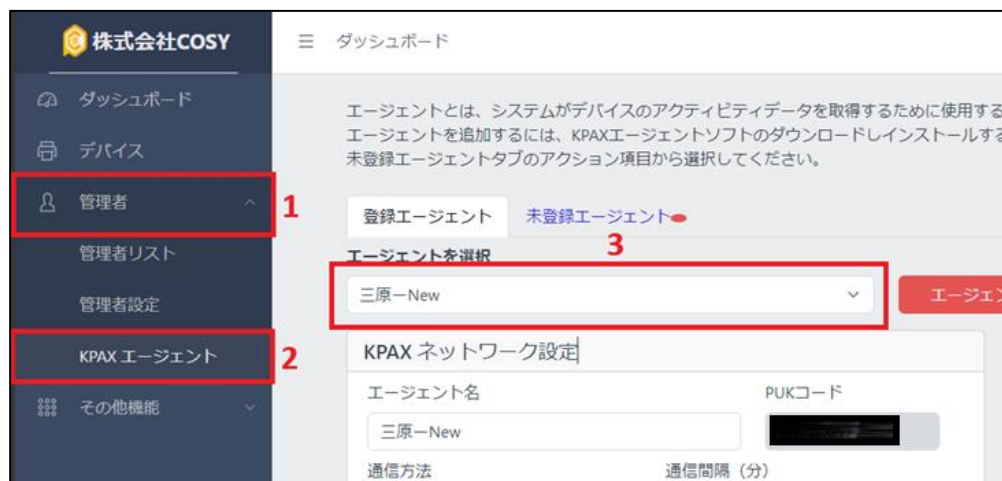 株式会社COSY
ダッシュボード
ダッシュボード
デバイス
管理者
1
管理者リスト
管理者設定
KPAX エージェント
2
その他機能
エージェントとは、システムがデバイスのアクティビティデータを取得するために使用する
エージェントを追加するには、KPAXエージェントソフトのダウンロードしインストールする
未登録エージェントタブのアクション項目から選択してください。
登録エージェント 未登録エージェント
エージェントを選択
3
三原ーNew
エージェン
KPAX ネットワーク設定
エージェント名 PUKコード
三原ーNew
通信方法 通信間隔（分）